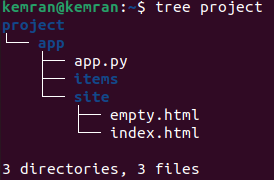 kemran@kemran:~$ tree project
project
└── app
    ├── app.py
    ├── items
    └── site
        ├── empty.html
        └── index.html

3 directories, 3 files